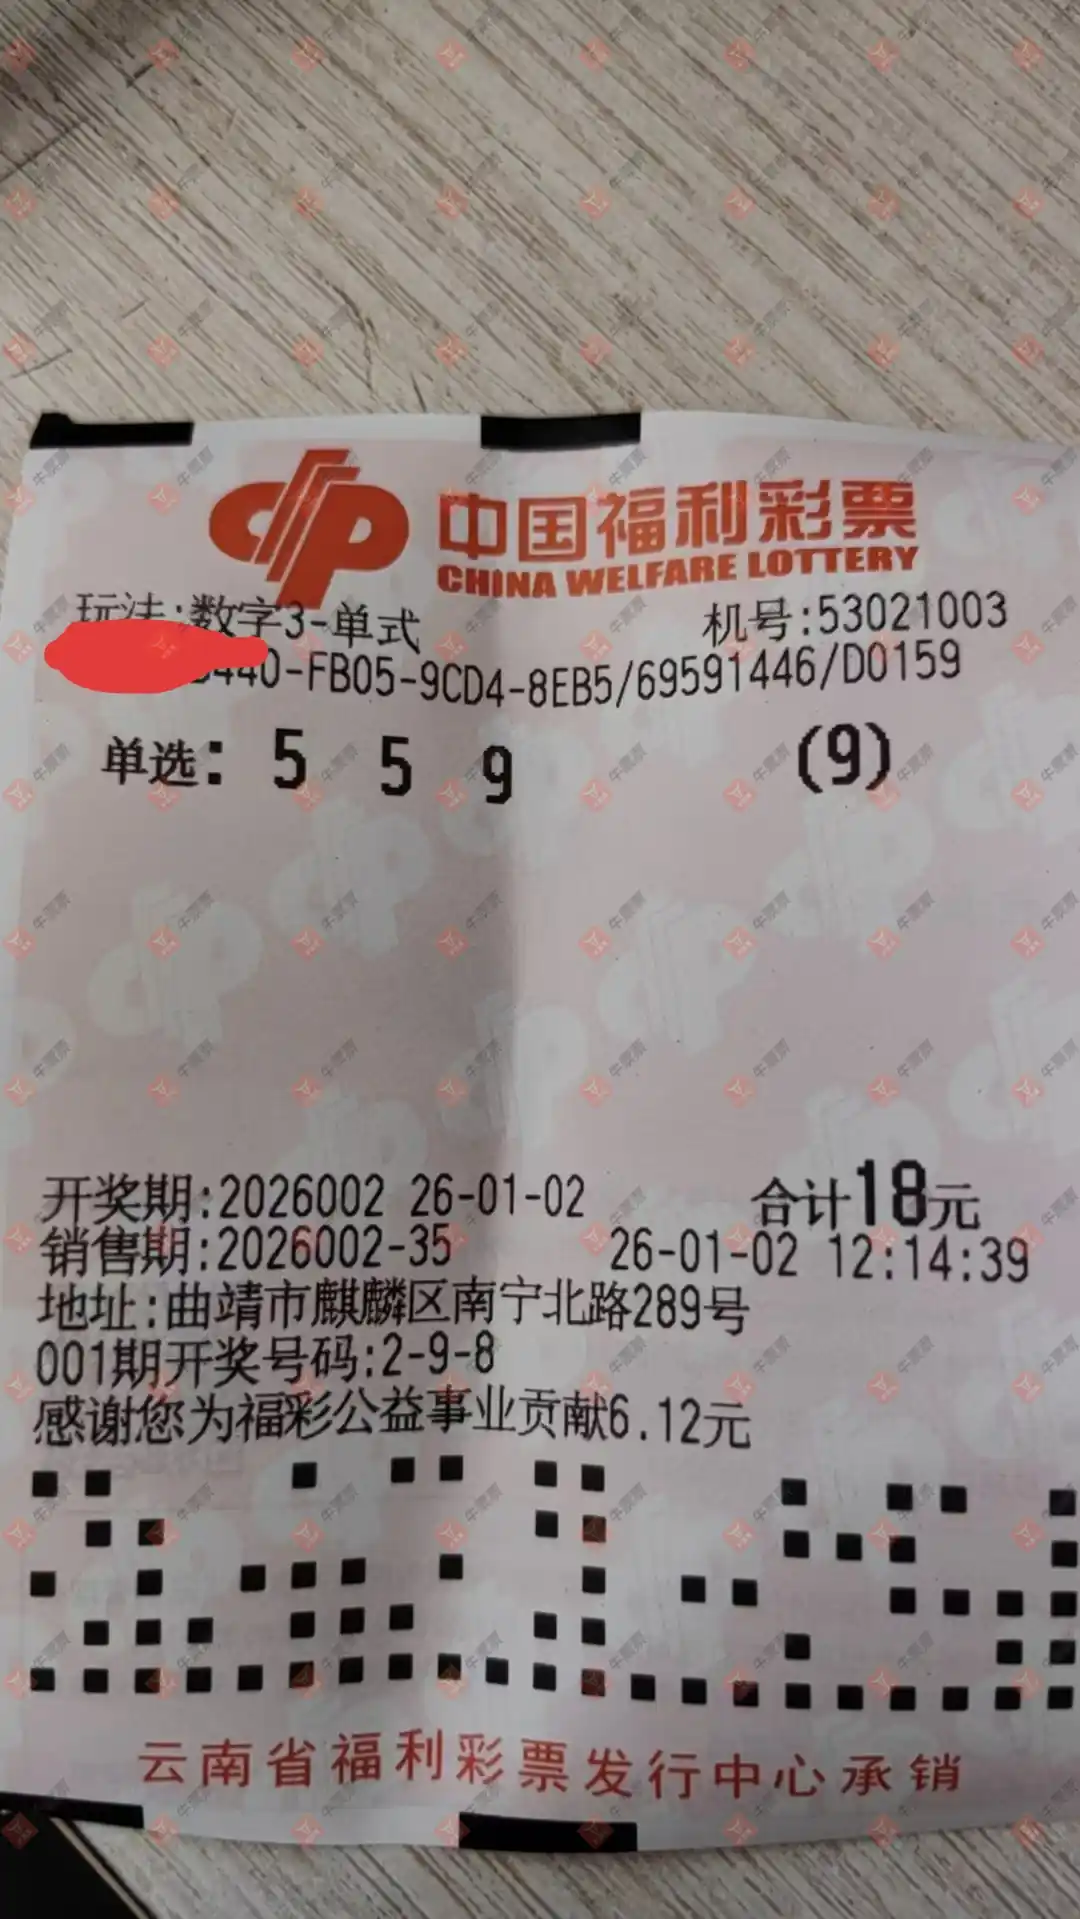 中国福利彩票
CHINA WELFARE LOTTERY
玩法:数字3-单式 机号:53021003
440-FB05-9CD4-8EB5/69591446/D0159
单选: 5 5 9 (9)
开奖期:2026002 26-01-02 合计18元
销售期:2026002-35 26-01-02 12:14:39
地址:曲靖市麒麟区南宁北路289号
001期开奖号码:2-9-8
感谢您为福彩公益事业贡献6.12元
云南省福利彩票发行中心承销